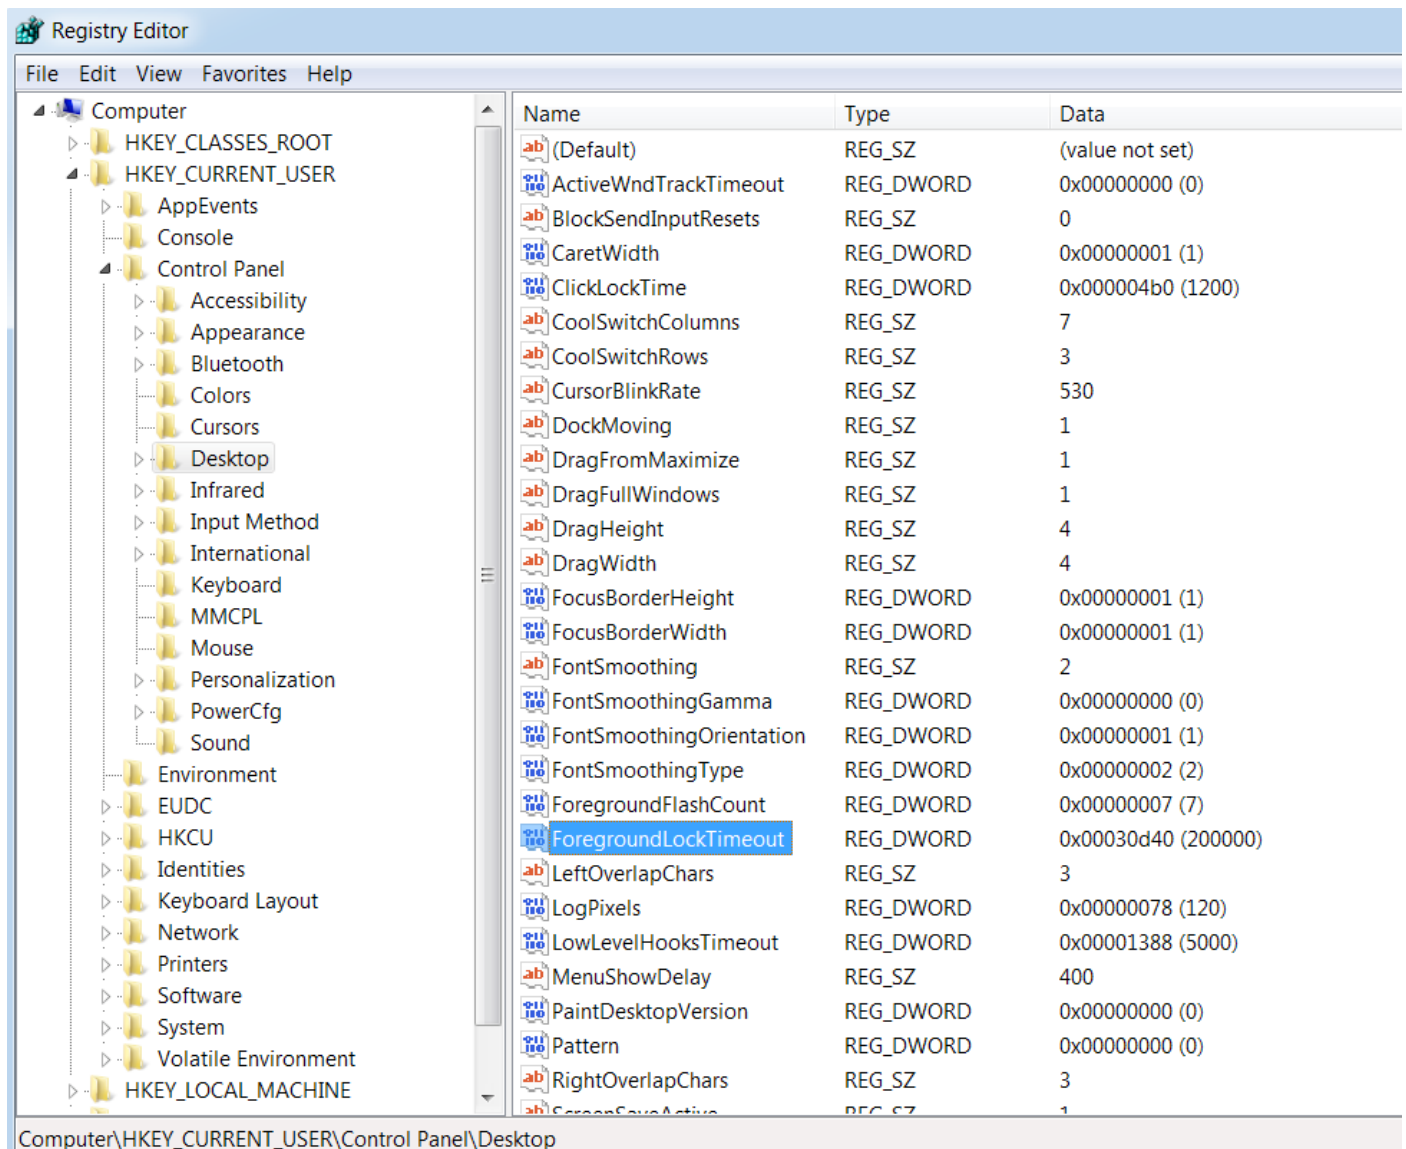 Registry Editor
File Edit View Favorites Help
Computer
HKEY_CLASSES_ROOT
HKEY_CURRENT_USER
AppEvents
Console
Control Panel
Accessibility
Appearance
Bluetooth
Colors
Cursors
Desktop
Infrared
Input Method
International
Keyboard
MMCPL
Mouse
Personalization
PowerCfg
Sound
Environment
EUDC
HKCU
Identities
Keyboard Layout
Network
Printers
Software
System
Volatile Environment
HKEY_LOCAL_MACHINE
Name Type Data
(Default) REG_SZ (value not set)
ActiveWndTrackTimeout REG_DWORD 0x00000000 (0)
BlockSendInputResets REG_SZ 0
CaretWidth REG_DWORD 0x00000001 (1)
ClickLockTime REG_DWORD 0x000004b0 (1200)
CoolSwitchColumns REG_SZ 7
CoolSwitchRows REG_SZ 3
CursorBlinkRate REG_SZ 530
DockMoving REG_SZ 1
DragFromMaximize REG_SZ 1
DragFullWindows REG_SZ 1
DragHeight REG_SZ 4
DragWidth REG_SZ 4
FocusBorderHeight REG_DWORD 0x00000001 (1)
FocusBorderWidth REG_DWORD 0x00000001 (1)
FontSmoothing REG_SZ 2
FontSmoothingGamma REG_DWORD 0x00000000 (0)
FontSmoothingOrientation REG_DWORD 0x00000001 (1)
FontSmoothingType REG_DWORD 0x00000002 (2)
ForegroundFlashCount REG_DWORD 0x00000007 (7)
ForegroundLockTimeout REG_DWORD 0x00030d40 (200000)
LeftOverlapChars REG_SZ 3
LogPixels REG_DWORD 0x00000078 (120)
LowLevelHooksTimeout REG_DWORD 0x00001388 (5000)
MenuShowDelay REG_SZ 400
PaintDesktopVersion REG_DWORD 0x00000000 (0)
Pattern REG_DWORD 0x00000000 (0)
RightOverlapChars REG_SZ 3
ScreenSaveActive REG_SZ 1
Computer\HKEY_CURRENT_USER\Control Panel\Desktop